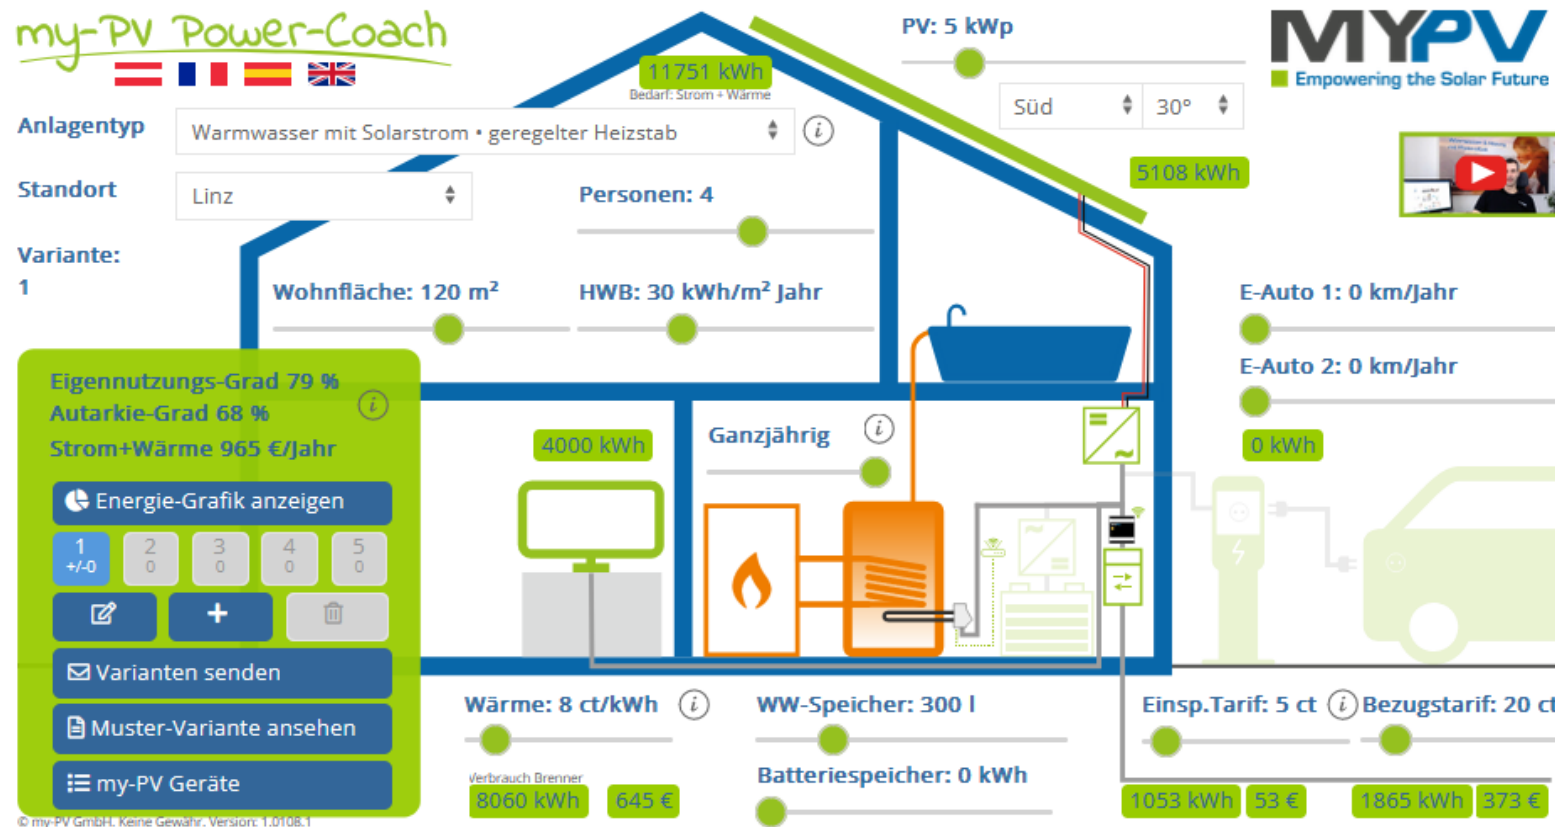 my-PV Power-Coach
PV: 5 kWp
MYPV
Empowering the Solar Future
11751 kWh
Bedarf: Strom + Wärme
Süd
30°
Anlagentyp
Warmwasser mit Solarstrom • geregelter Heizstab
i
5108 kWh
Standort
Linz
Personen: 4
Variante:
1
Wohnfläche: 120 m²
HWB: 30 kWh/m² Jahr
E-Auto 1: 0 km/Jahr
E-Auto 2: 0 km/Jahr
0 kWh
Eigennutzungs-Grad 79 %
Autarkie-Grad 68 %
i
Strom+Wärme 965 €/Jahr
4000 kWh
Ganzjährig
i
Energie-Grafik anzeigen
1 2 3 4 5
+/-0 0 0 0 0
+
Varianten senden
Muster-Variante ansehen
my-PV Geräte
Wärme: 8 ct/kWh
i
WW-Speicher: 300 l
Einsp.Tarif: 5 ct
i
Bezugstarif: 20 ct
Verbrauch Brenner
8060 kWh
645 €
Batteriespeicher: 0 kWh
1053 kWh
53 €
1865 kWh
373 €
© my-PV GmbH. Keine Gewähr. Version: 1.0108.1